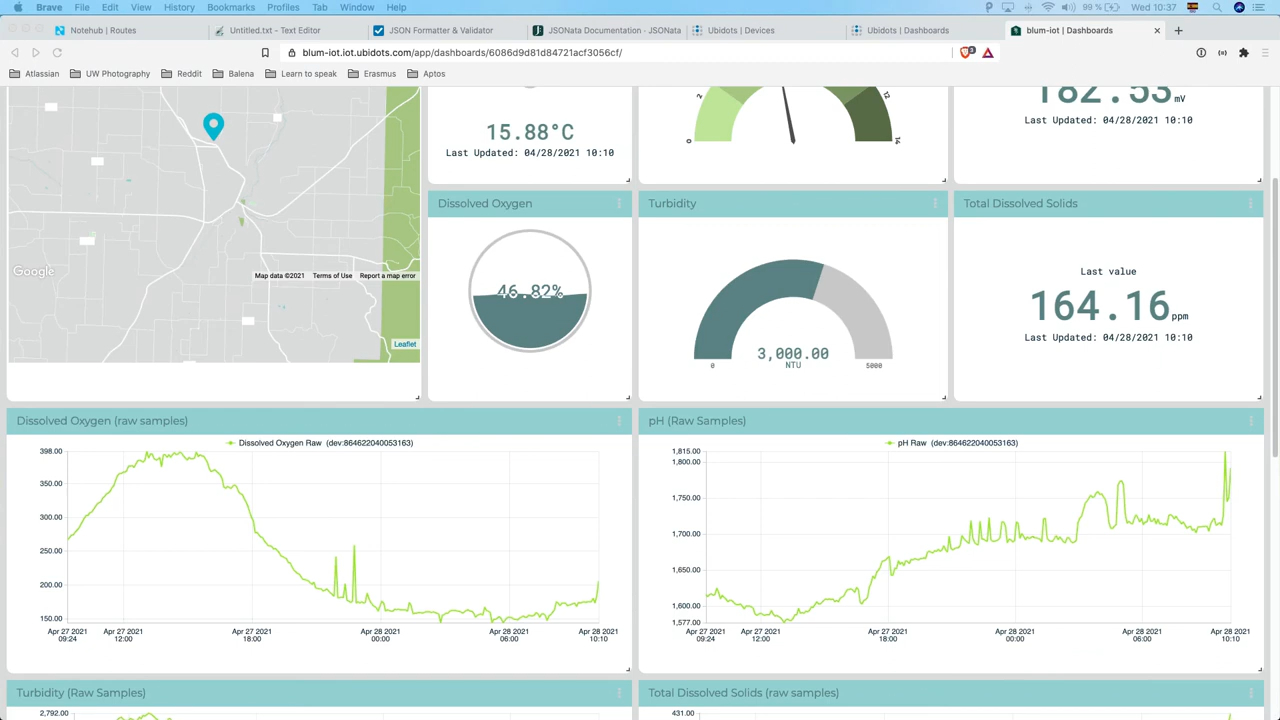 Brave File Edit View History Bookmarks Profiles Tab Window Help 99 % Wed 10:37
Notehub | Routes
Untitled.txt - Text Editor
JSON Formatter & Validator
JSONata Documentation · JSONata
Ubidots | Devices
Ubidots | Dashboards
blum-iot | Dashboards
blum-iot.iot.ubidots.com/app/dashboards/6086d9d81d84721acf3056cf/
3
Atlassian UW Photography Reddit Balena Learn to speak Erasmus Aptos
15.88°C
Last Updated: 04/28/2021 10:10
0 2 12 14
182.53 mV
Last Updated: 04/28/2021 10:10
Google
Map data ©2021 Terms of Use Report a map error
Leaflet
Dissolved Oxygen
46.82%
Turbidity
3,000.00
NTU
0 5000
Total Dissolved Solids
Last value
164.16 ppm
Last Updated: 04/28/2021 10:10
Dissolved Oxygen (raw samples)
Dissolved Oxygen Raw (dev:864622040053163)
398.00
350.00
300.00
250.00
200.00
150.00
Apr 27 2021 Apr 27 2021 Apr 27 2021 Apr 28 2021 Apr 28 2021 Apr 28 2021
09:24 12:00 18:00 00:00 06:00 10:10
pH (Raw Samples)
pH Raw (dev:864622040053163)
1,815.00
1,800.00
1,750.00
1,700.00
1,650.00
1,600.00
1,577.00
Apr 27 2021 Apr 27 2021 Apr 27 2021 Apr 28 2021 Apr 28 2021 Apr 28 2021
09:24 12:00 18:00 00:00 06:00 10:10
Turbidity (Raw Samples)
2,792.00
Total Dissolved Solids (raw samples)
431.00